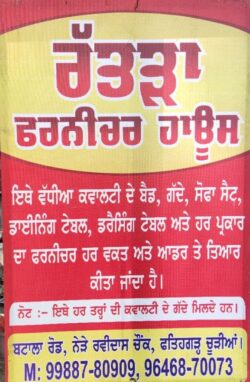 ਰੱਤੜਾ
ਫਰਨੀਚਰ ਹਾਊਸ
ਇਥੇ ਵੱਧੀਆ ਕਵਾਲਟੀ ਦੇ ਬੈਡ, ਗੱਦੇ, ਸੋਫਾ ਸੈਟ,
ਡਾਈਨਿੰਗ ਟੇਬਲ, ਡਰੈਸਿੰਗ ਟੇਬਲ ਅਤੇ ਹਰ ਪ੍ਰਕਾਰ
ਦਾ ਫਰਨੀਚਰ ਹਰ ਵਕਤ ਅਤੇ ਆਡਰ ਤੇ ਤਿਆਰ
ਕੀਤਾ ਜਾਂਦਾ ਹੈ।
ਨੋਟ :– ਇਥੇ ਹਰ ਤਰ੍ਹਾਂ ਦੀ ਕਵਾਲਟੀ ਦੇ ਗੱਦੇ ਮਿਲਦੇ ਹਨ।
ਬਟਾਲਾ ਰੋਡ, ਨੇੜੇ ਰਵੀਦਾਸ ਚੌਂਕ, ਫਤਿਹਗੜ੍ਹ ਚੂੜੀਆਂ।
M: 99887-80909, 96468-70073